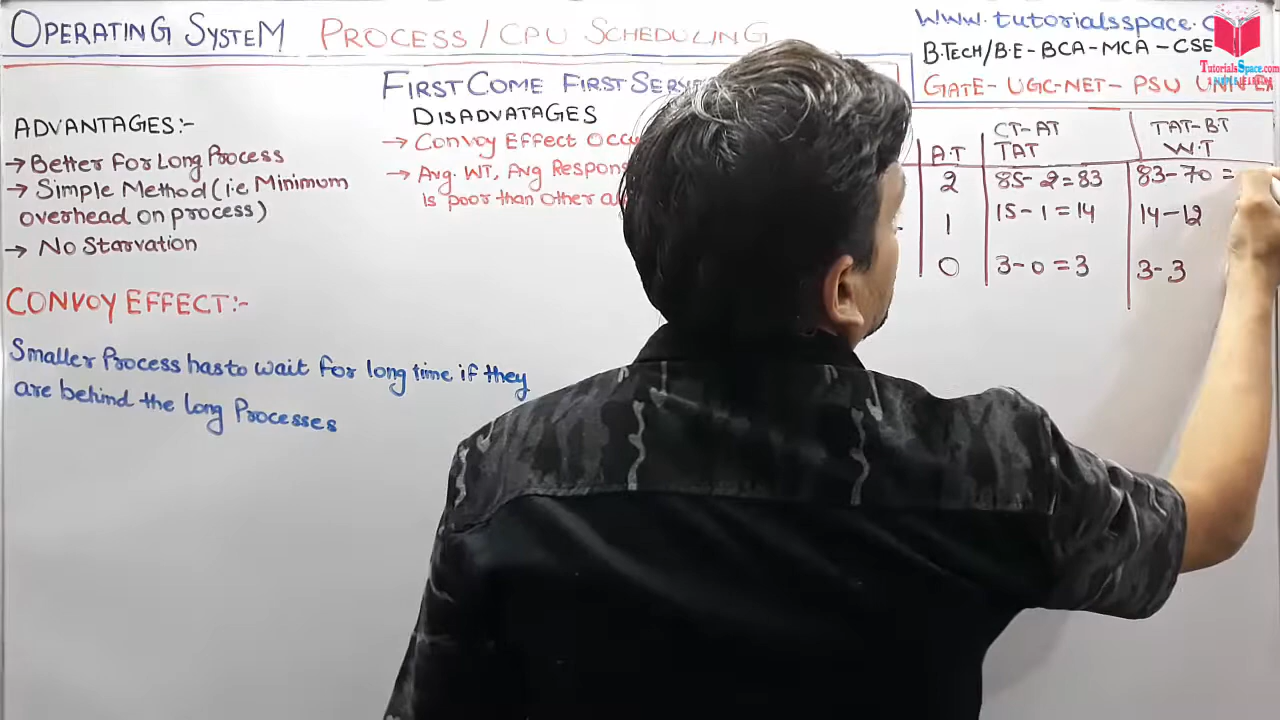 OPERATING SYSTEM PROCESS / CPU SCHEDULING
www.tutorialsspace.c
B.TECH/B.E-BCA-MCA-CSE
TutorialsSpace.com
GATE- UGC-NET- PSU
FIRST COME FIRST
ADVANTAGES:-
→ Better For Long Process
→ Simple Method (i.e Minimum
overhead on process)
→ No Starvation
DISADVATAGES
→ Convoy Effect
→ Avg. WT, Avg
is poor than other
CONVOY EFFECT:-
Smaller Process has to wait for long time if they
are behind the long Processes
CT-AT TAT-BT
A.T TAT W.T
2 85-2=83 83-70 =
1 15-1=14 14-12
0 3-0=3 3-3